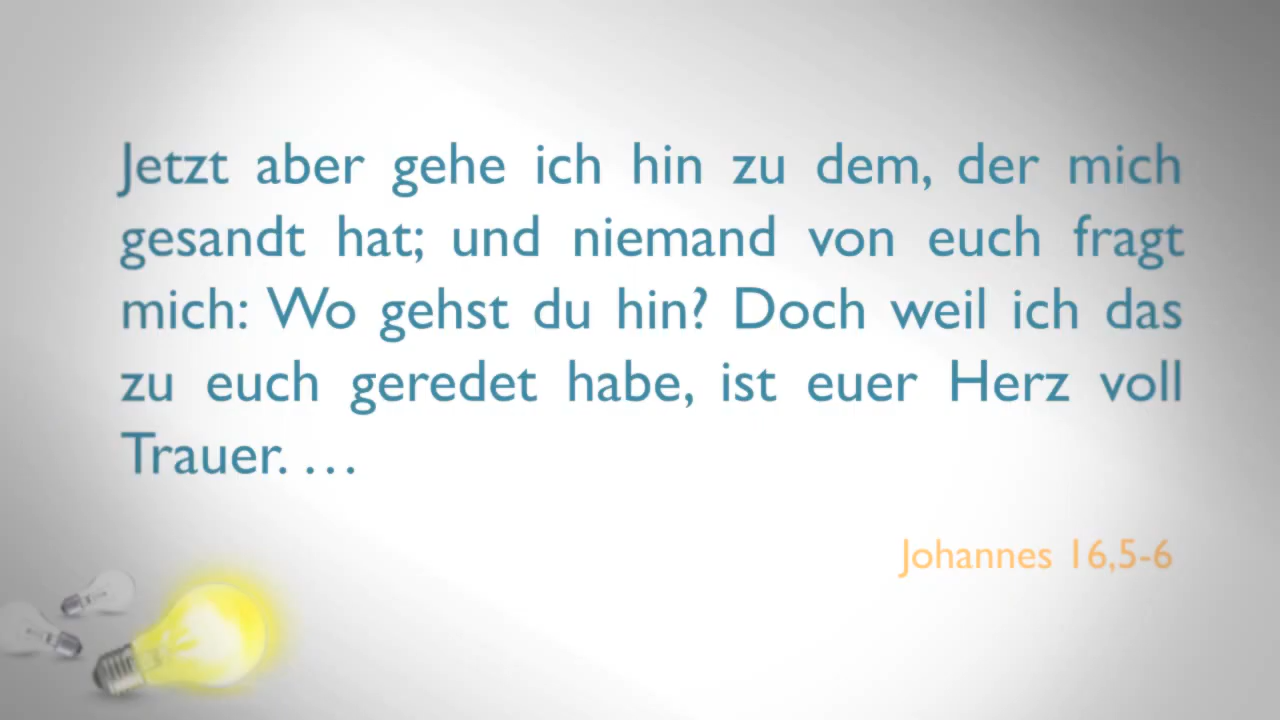 Jetzt aber gehe ich hin zu dem, der mich
gesandt hat; und niemand von euch fragt
mich: Wo gehst du hin? Doch weil ich das
zu euch geredet habe, ist euer Herz voll
Trauer. …
Johannes 16,5-6